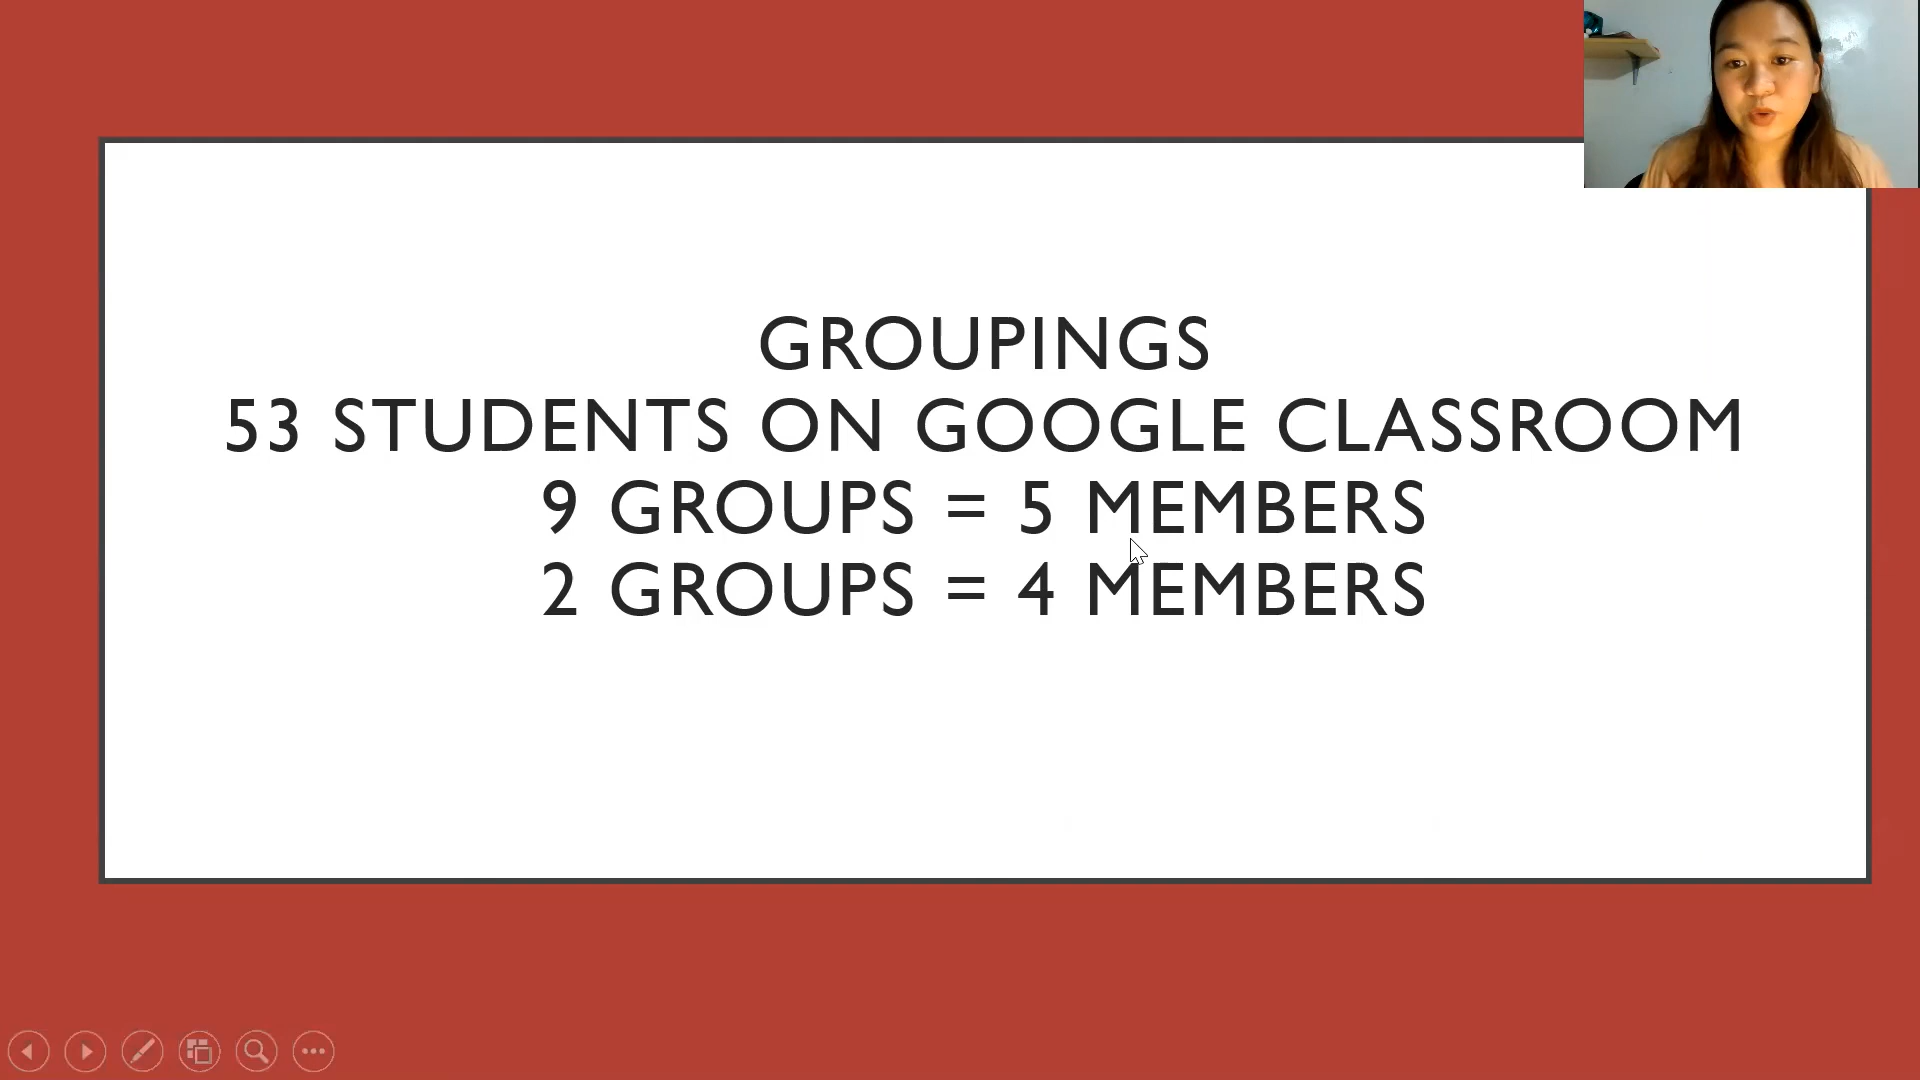 GROUPINGS
53 STUDENTS ON GOOGLE CLASSROOM
9 GROUPS = 5 MEMBERS
2 GROUPS = 4 MEMBERS